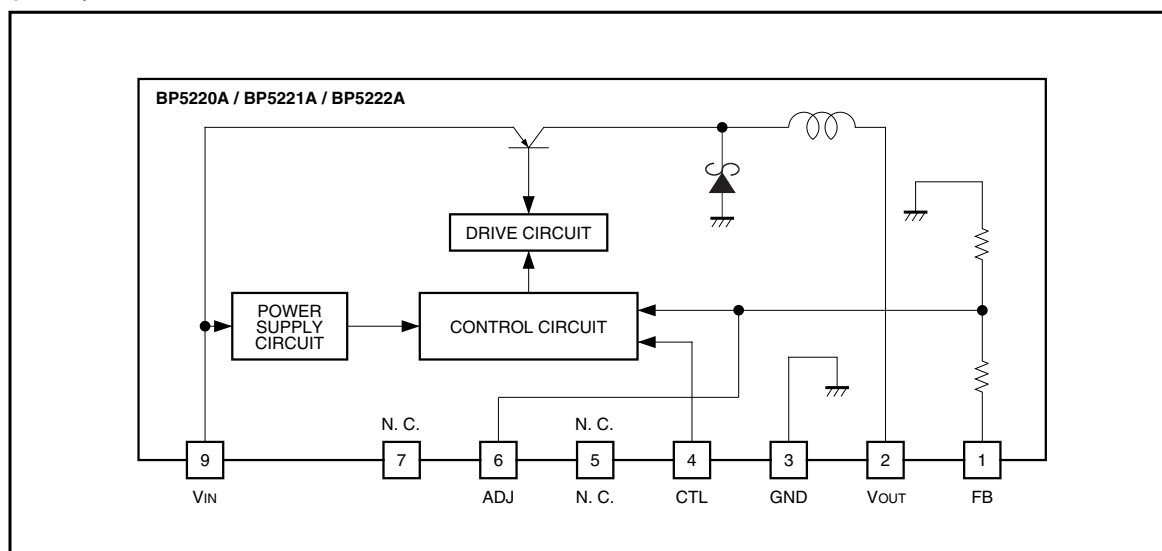 BP5220A / BP5221A / BP5222A
DRIVE CIRCUIT
POWER
SUPPLY
CIRCUIT
CONTROL CIRCUIT
N. C.
N. C.
9
7
6
5
4
3
2
1
VIN
ADJ
N. C.
CTL
GND
VOUT
FB